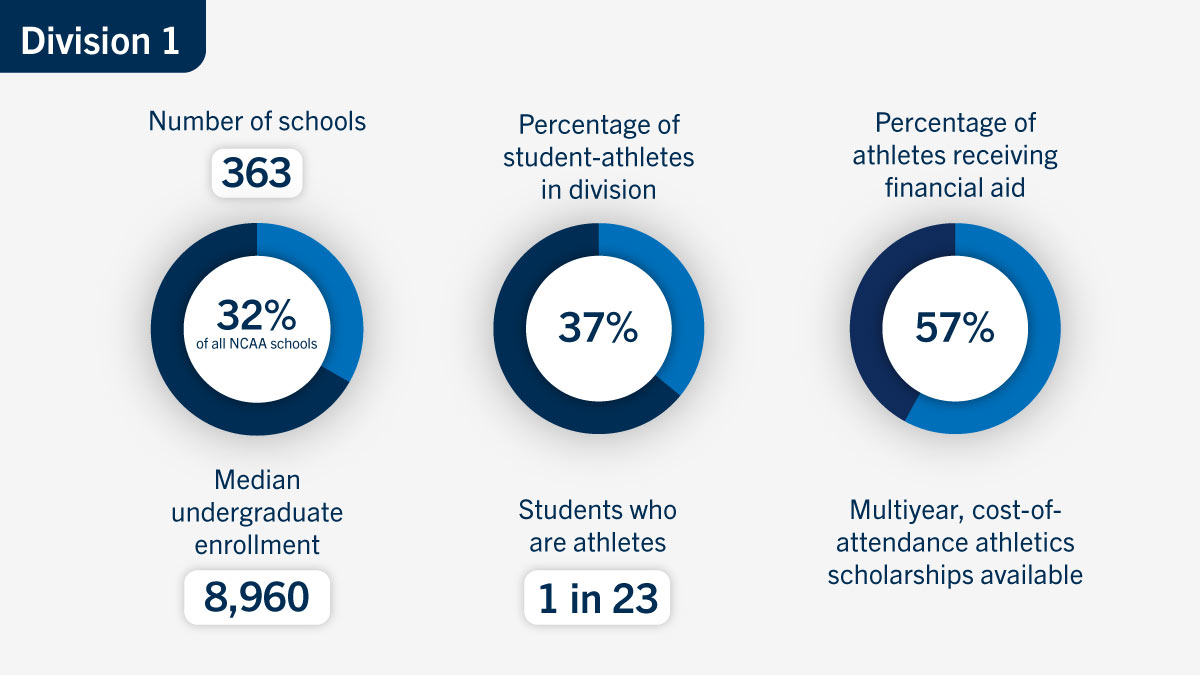 Division 1
Number of schools
363
32%
of all NCAA schools
Median
undergraduate
enrollment
8,960
Percentage of
student-athletes
in division
37%
Students who
are athletes
1 in 23
Percentage of
athletes receiving
financial aid
57%
Multiyear, cost-of-
attendance athletics
scholarships available